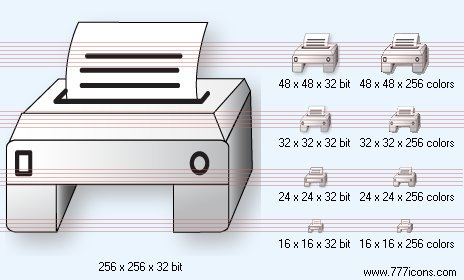 48 x 48 x 32 bit
48 x 48 x 256 colors
32 x 32 x 32 bit
32 x 32 x 256 colors
24 x 24 x 32 bit
24 x 24 x 256 colors
16 x 16 x 32 bit
16 x 16 x 256 colors
256 x 256 x 32 bit
www.777icons.com